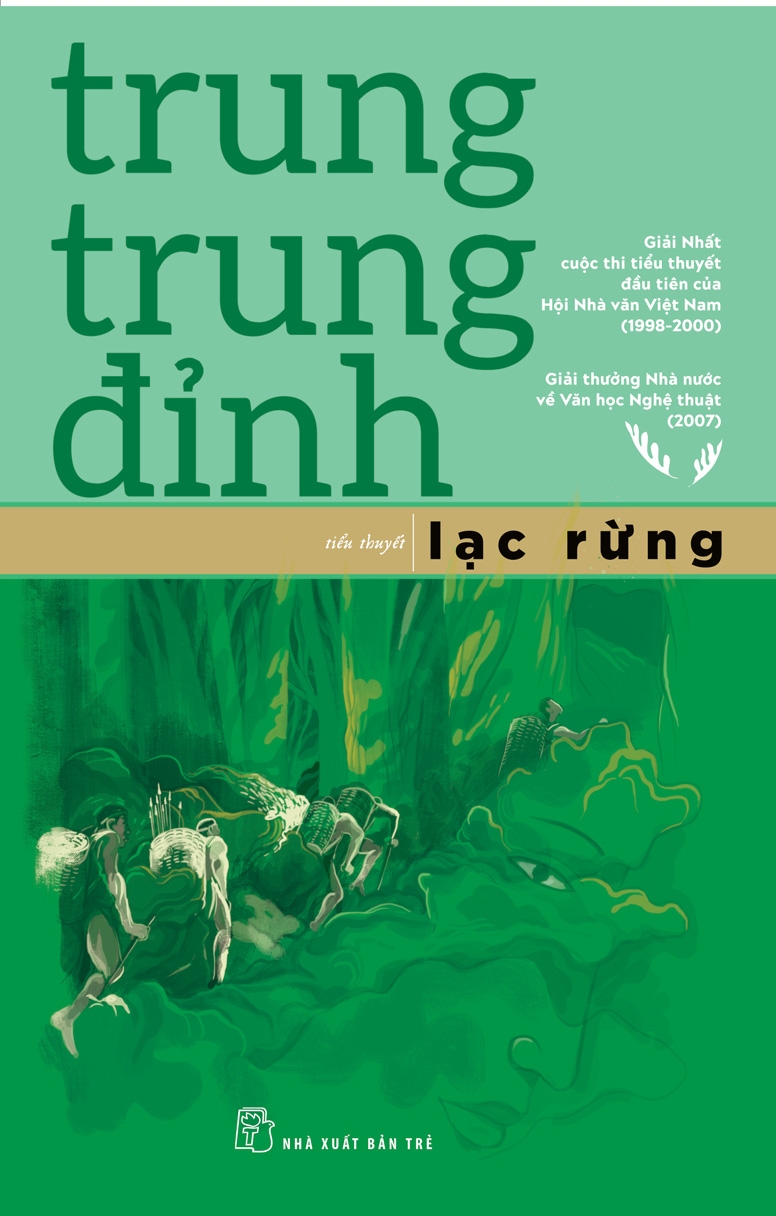 trung
trung
đỉnh
Giải Nhất
cuộc thi tiểu thuyết
đầu tiên của
Hội Nhà văn Việt Nam
(1998-2000)
Giải thưởng Nhà nước
về Văn học Nghệ thuật
(2007)
tiểu thuyết
lạc rừng
T
NHÀ XUẤT BẢN TRẺ